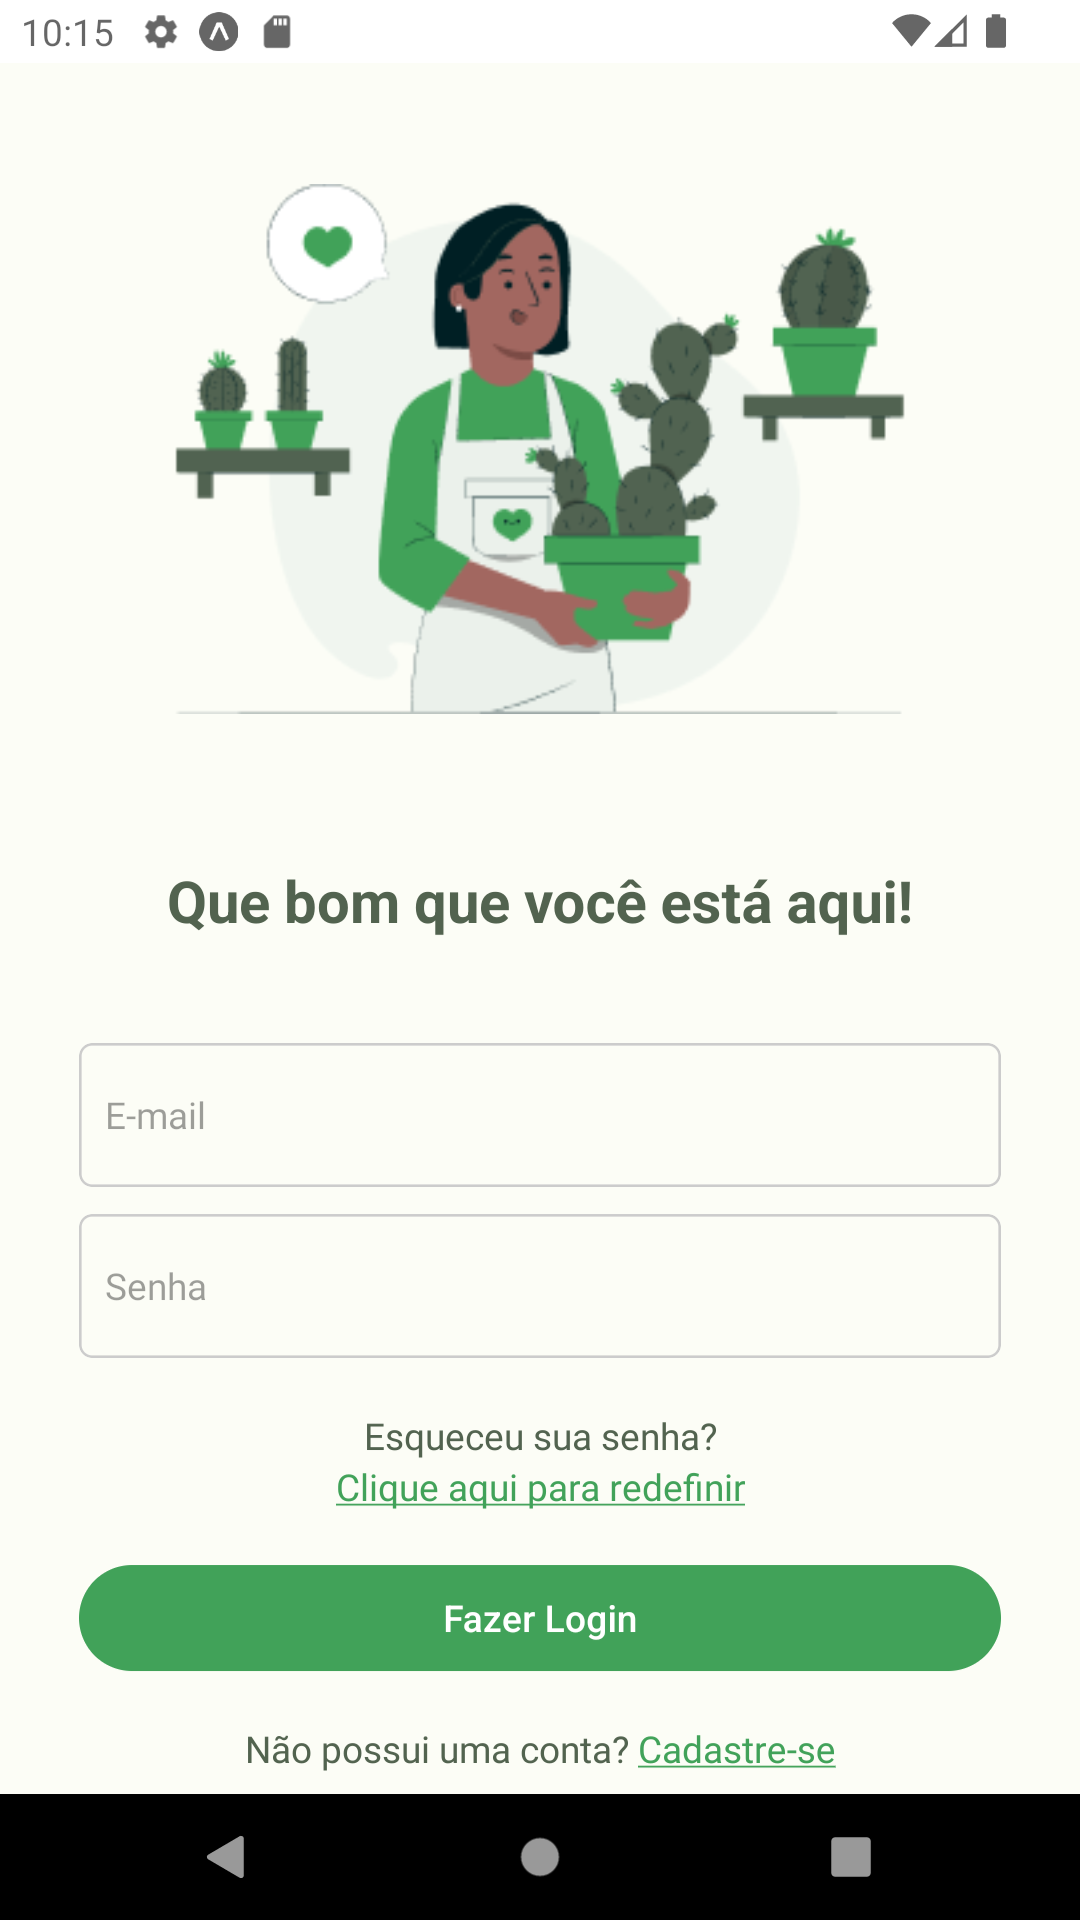 10:15
Que bom que você está aqui!
E-mail
Senha
Esqueceu sua senha?
Clique aqui para redefinir
Fazer Login
Não possui uma conta? Cadastre-se